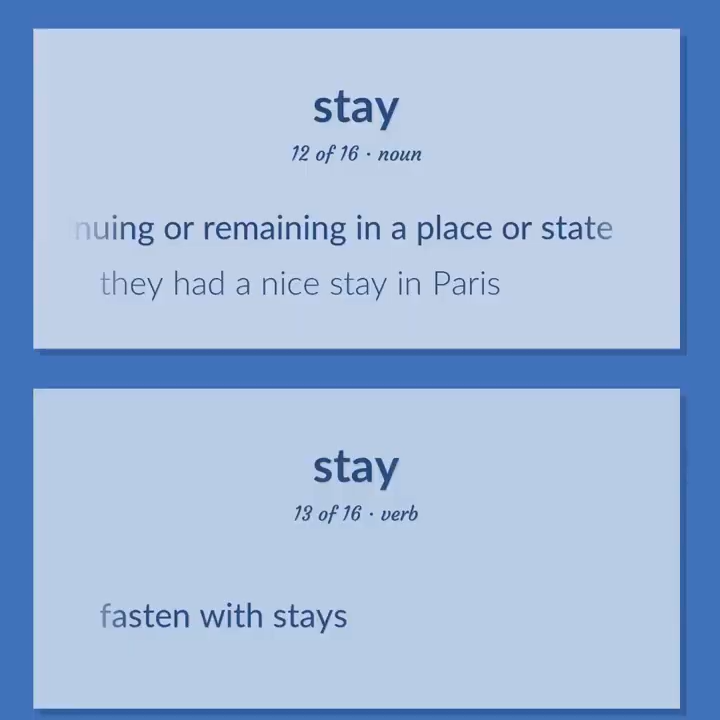 stay
12 of 16 · noun
nuing or remaining in a place or state
they had a nice stay in Paris
stay
13 of 16 · verb
fasten with stays